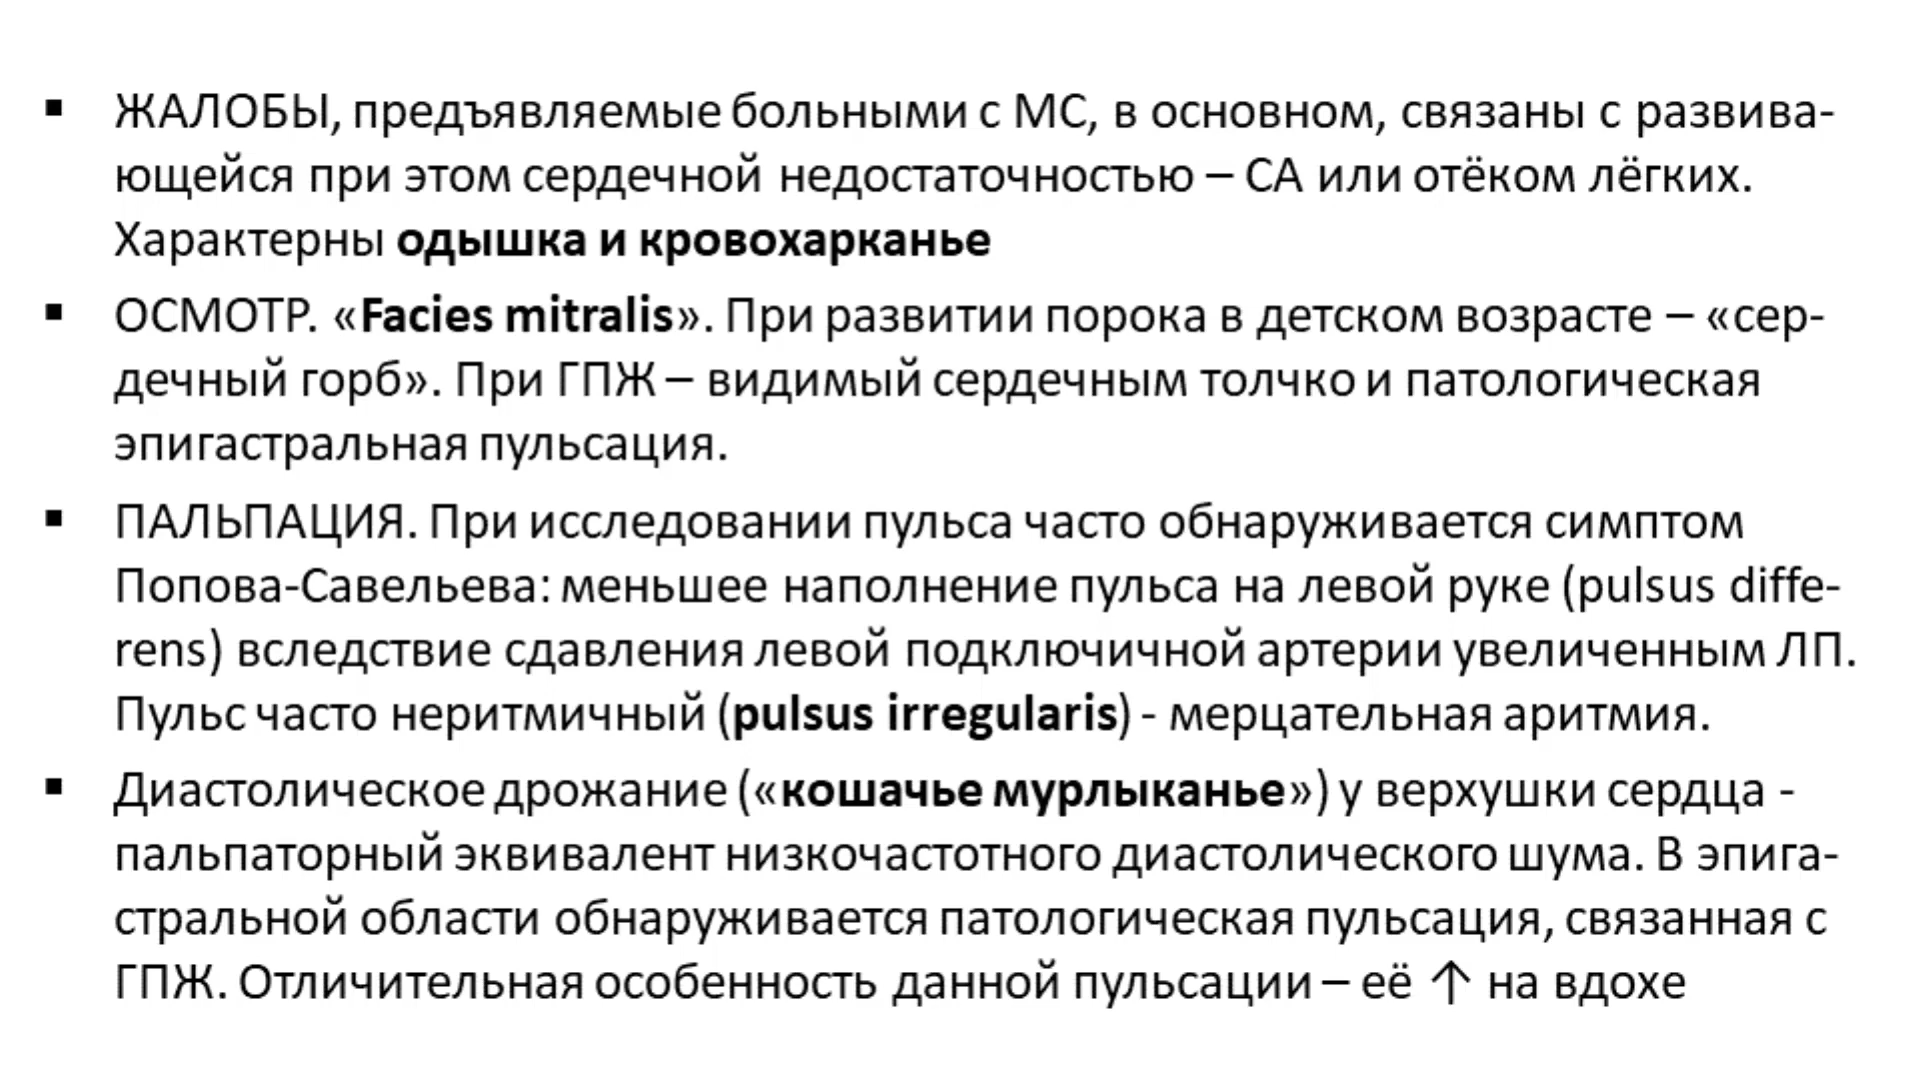 ▪ ЖАЛОБЫ, предъявляемые больными с МС, в основном, связаны с развива-
ющейся при этом сердечной недостаточностью – СА или отёком лёгких.
Характерны одышка и кровохарканье
▪ ОСМОТР. «Facies mitralis». При развитии порока в детском возрасте – «сер-
дечный горб». При ГПЖ – видимый сердечным толчко и патологическая
эпигастральная пульсация.
▪ ПАЛЬПАЦИЯ. При исследовании пульса часто обнаруживается симптом
Попова-Савельева: меньшее наполнение пульса на левой руке (pulsus diffe-
rens) вследствие сдавления левой подключичной артерии увеличенным ЛП.
Пульс часто неритмичный (pulsus irregularis) - мерцательная аритмия.
▪ Диастолическое дрожание («кошачье мурлыканье») у верхушки сердца -
пальпаторный эквивалент низкочастотного диастолического шума. В эпига-
стральной области обнаруживается патологическая пульсация, связанная с
ГПЖ. Отличительная особенность данной пульсации – её ↑ на вдохе